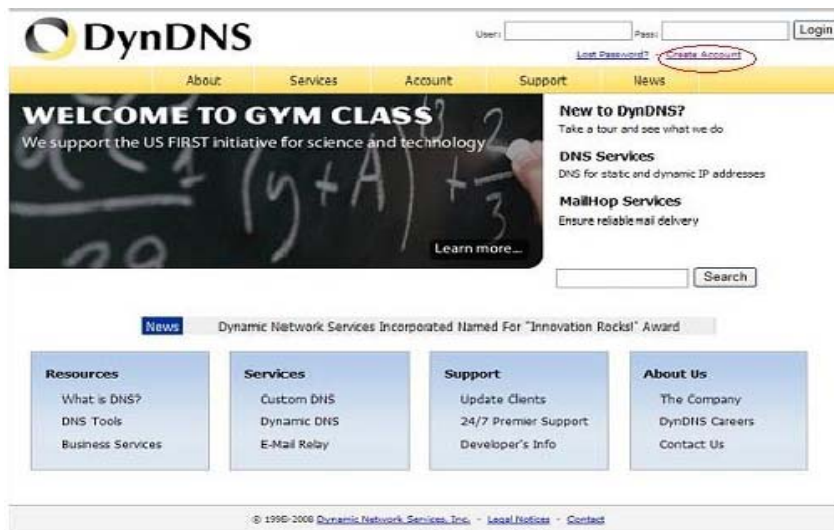 DynDNS
User: Pass: Login
Lost Password? - Create Account
About Services Account Support News
WELCOME TO GYM CLASS
We support the US FIRST initiative for science and technology
(y+A)
3
2
3
29
Learn more...
New to DynDNS?
Take a tour and see what we do
DNS Services
DNS for static and dynamic IP addresses
MailHop Services
Ensure reliable mail delivery
Search
News Dynamic Network Services Incorporated Named For "Innovation Rocks!" Award
Resources
What is DNS?
DNS Tools
Business Services
Services
Custom DNS
Dynamic DNS
E-Mail Relay
Support
Update Clients
24/7 Premier Support
Developer's Info
About Us
The Company
DynDNS Careers
Contact Us
© 1998-2008 Dynamic Network Services, Inc. - Legal Notices - Contact